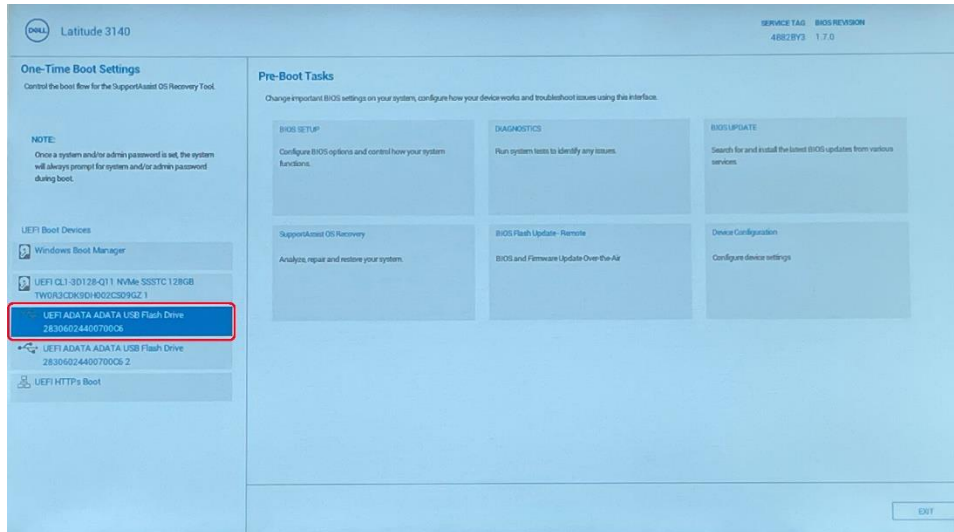 DELL
Latitude 3140
SERVICE TAG BIOS REVISION
4B82BY3 1.7.0
One-Time Boot Settings
Control the boot flow for the SupportAssist OS Recovery Tool.
NOTE:
Once a system and/or admin password is set, the system
will always prompt for system and/or admin password
during boot.
UEFI Boot Devices
Windows Boot Manager
UEFI CL1-3D128-Q11 NVMe SSSTC 128GB
TW0R3CDK9DH002CSD9GZ 1
UEFI ADATA ADATA USB Flash Drive
28306024400700C6
UEFI ADATA ADATA USB Flash Drive
28306024400700C6 2
UEFI HTTPs Boot
Pre-Boot Tasks
Change important BIOS settings on your system, configure how your device works and troubleshoot issues using this interface.
BIOS SETUP
Configure BIOS options and control how your system
functions.
DIAGNOSTICS
Run system tests to identify any issues.
BIOS UPDATE
Search for and install the latest BIOS updates from various
services.
SupportAssist OS Recovery
Analyze, repair and restore your system.
BIOS Flash Update - Remote
BIOS and Firmware Update Over-the-Air
Device Configuration
Configure device settings
EXIT